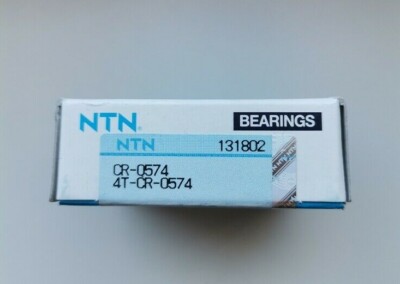 NTN® BEARINGS
NTN 131802
CR-0574
4T-CR-0574